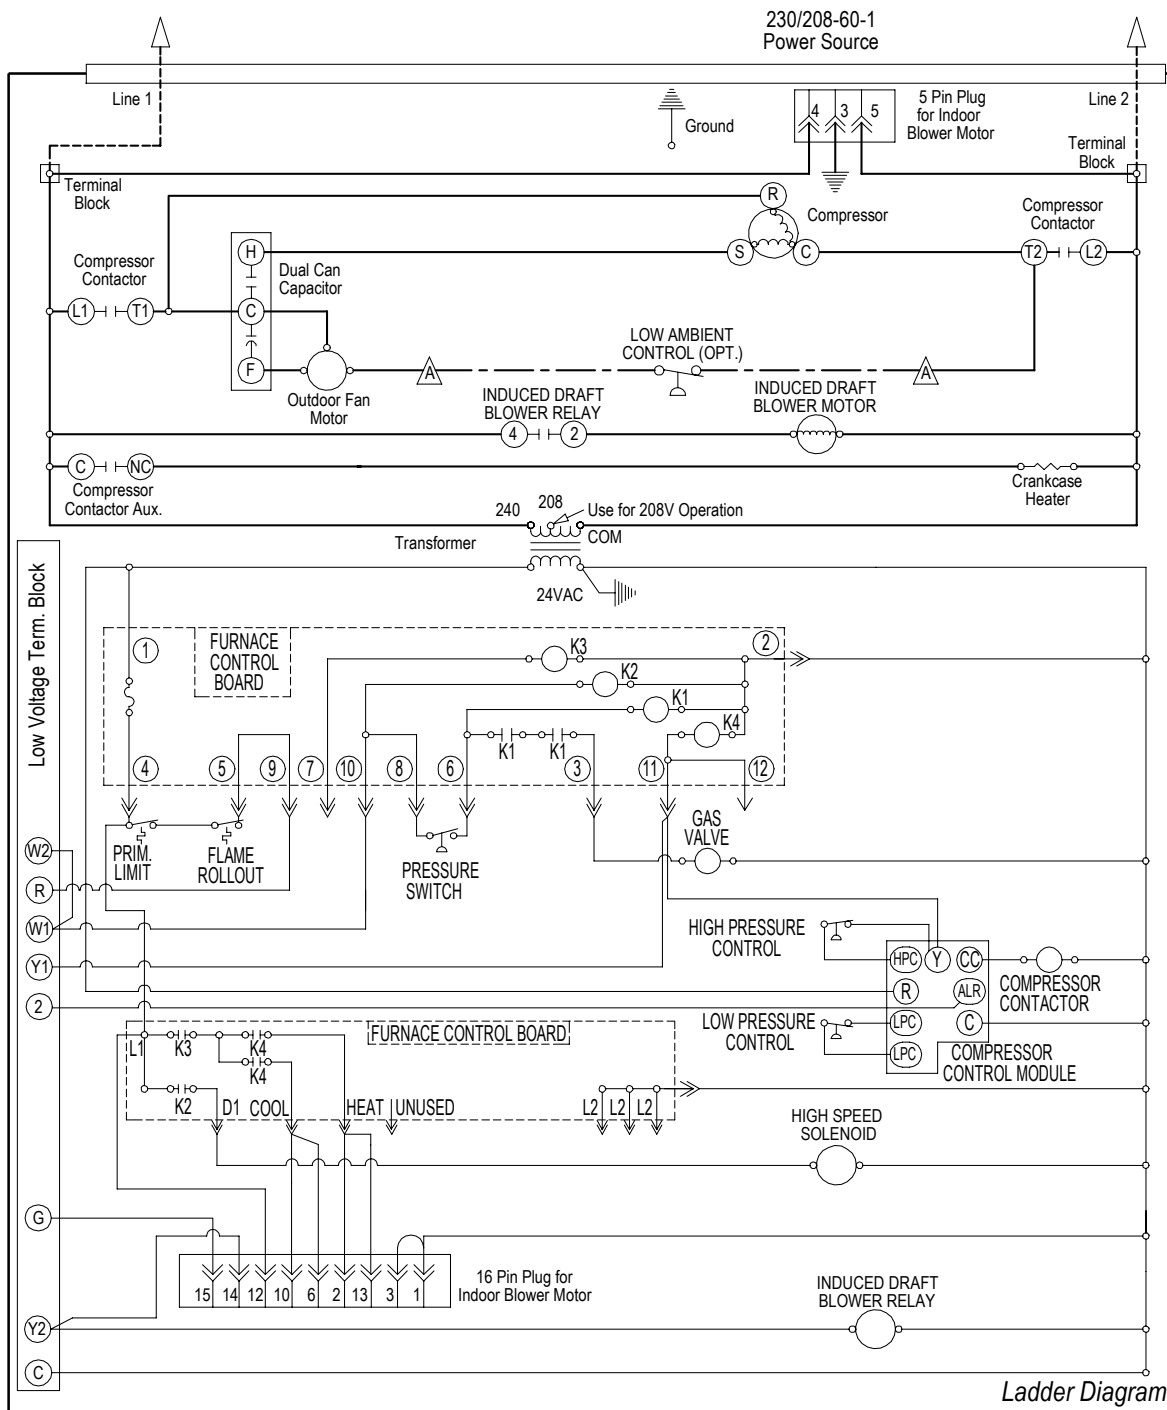 230/208-60-1
Power Source
Line 1
Ground
4 3 5
5 Pin Plug
for Indoor
Blower Motor
Line 2
Terminal
Block
Terminal
Block
R
Compressor
S C
Compressor
Contactor
T2 L2
Compressor
Contactor
L1 T1
H
C
F
Dual Can
Capacitor
Outdoor Fan
Motor
A
LOW AMBIENT
CONTROL (OPT.)
A
INDUCED DRAFT
BLOWER RELAY
4 2
INDUCED DRAFT
BLOWER MOTOR
C NC
Compressor
Contactor Aux.
Crankcase
Heater
240 208 Use for 208V Operation
COM
Transformer
24VAC
Low Voltage Term. Block
1
FURNACE
CONTROL
BOARD
K3
2
K2
K1
K4
K1 K1
4 5 9 7 10 8 6 3 11 12
PRIM.
LIMIT
FLAME
ROLLOUT
PRESSURE
SWITCH
GAS
VALVE
W2
R
W1
Y1
2
HIGH PRESSURE
CONTROL
HPC Y CC
R ALR
LPC C
LPC
COMPRESSOR
CONTACTOR
LOW PRESSURE
CONTROL
COMPRESSOR
CONTROL MODULE
FURNACE CONTROL BOARD
L1 K3 K4
K4
K2
D1 COOL HEAT UNUSED
L2 L2 L2
HIGH SPEED
SOLENOID
G
15 14 12 10 6 2 13 3 1
16 Pin Plug for
Indoor Blower Motor
INDUCED DRAFT
BLOWER RELAY
Y2
C
Ladder Diagram